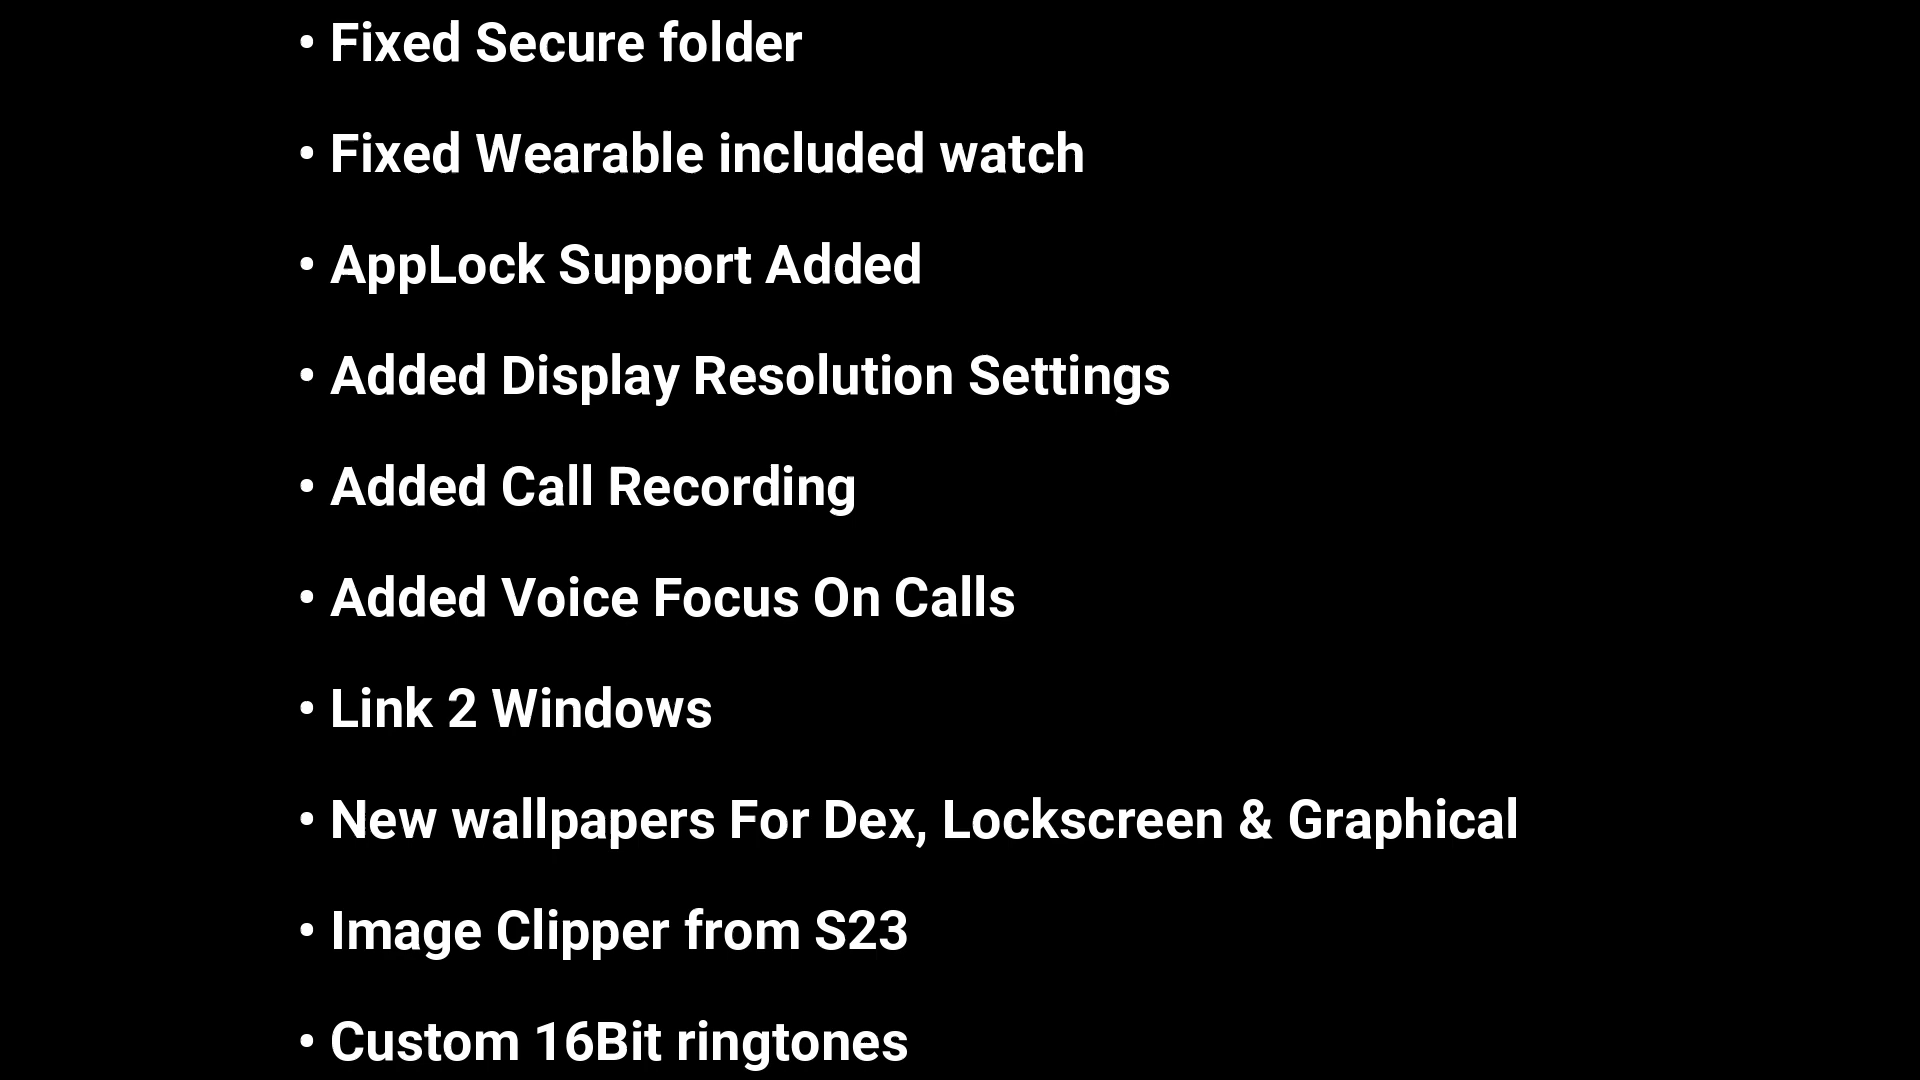 • Fixed Secure folder
• Fixed Wearable included watch
• AppLock Support Added
• Added Display Resolution Settings
• Added Call Recording
• Added Voice Focus On Calls
• Link 2 Windows
• New wallpapers For Dex, Lockscreen & Graphical
• Image Clipper from S23
• Custom 16Bit ringtones